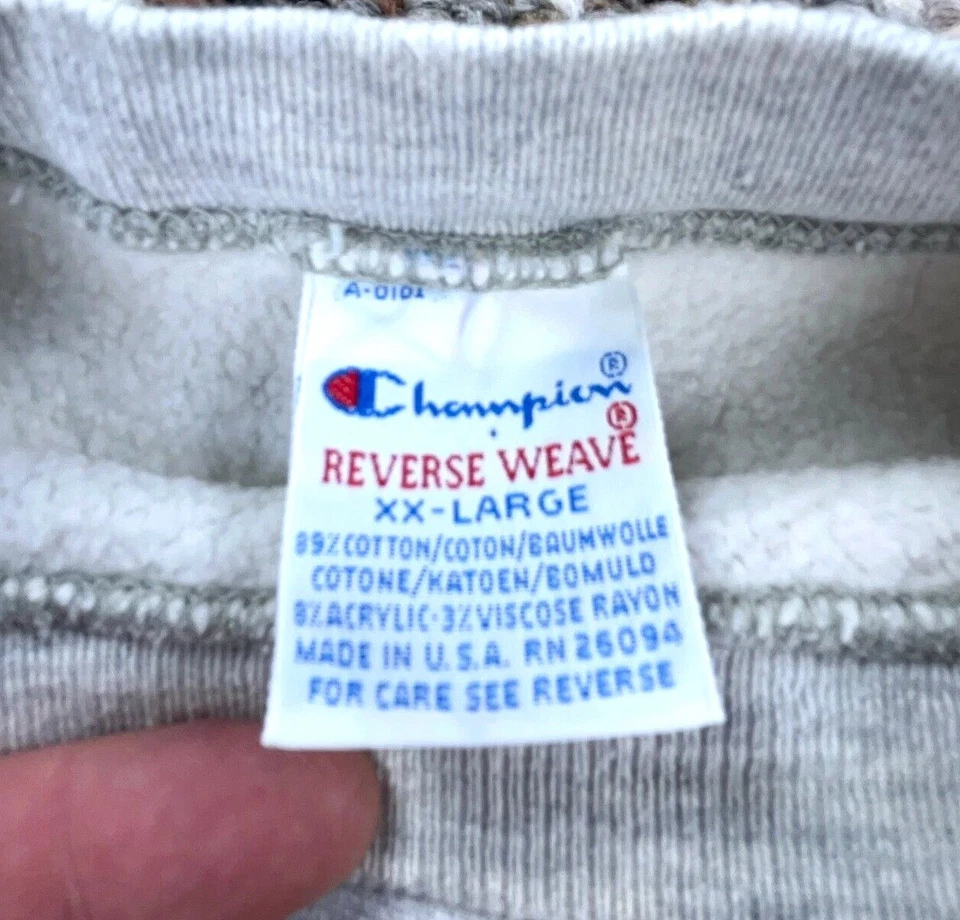 A-0101
Champion®
®
REVERSE WEAVE
XX-LARGE
89% COTTON/COTON/BAUMWOLLE
COTONE/KATOEN/BOMULD
8% ACRYLIC·3% VISCOSE RAYON
MADE IN U.S.A. RN 26094
FOR CARE SEE REVERSE